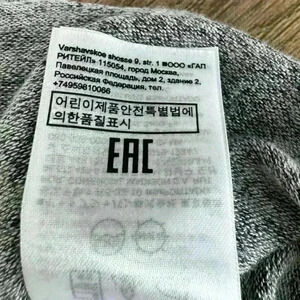 Varshavskoe shosse 9, str. 1 ■ООО «ГАП
РИТЕЙЛ» 115054, город Москва,
Павелецкая площадь, дом 2, здание 2,
Российская Федерация, тел.
+74959810066
어린이제품안전특별법에
의한품질표시
EAC